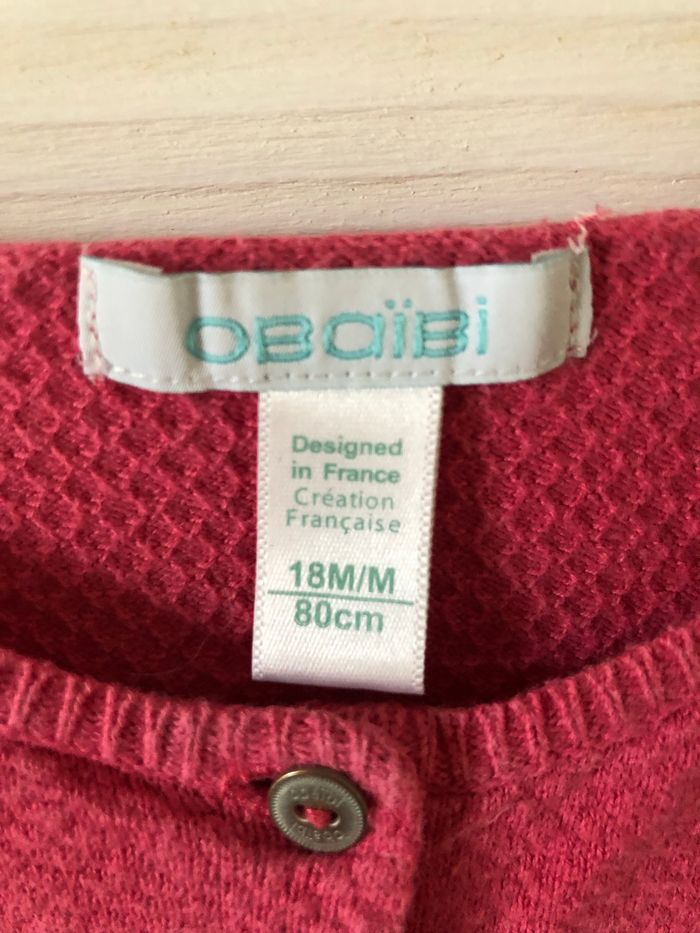 OBaïBi
Designed
in France
Création
Française
18M/M
80cm